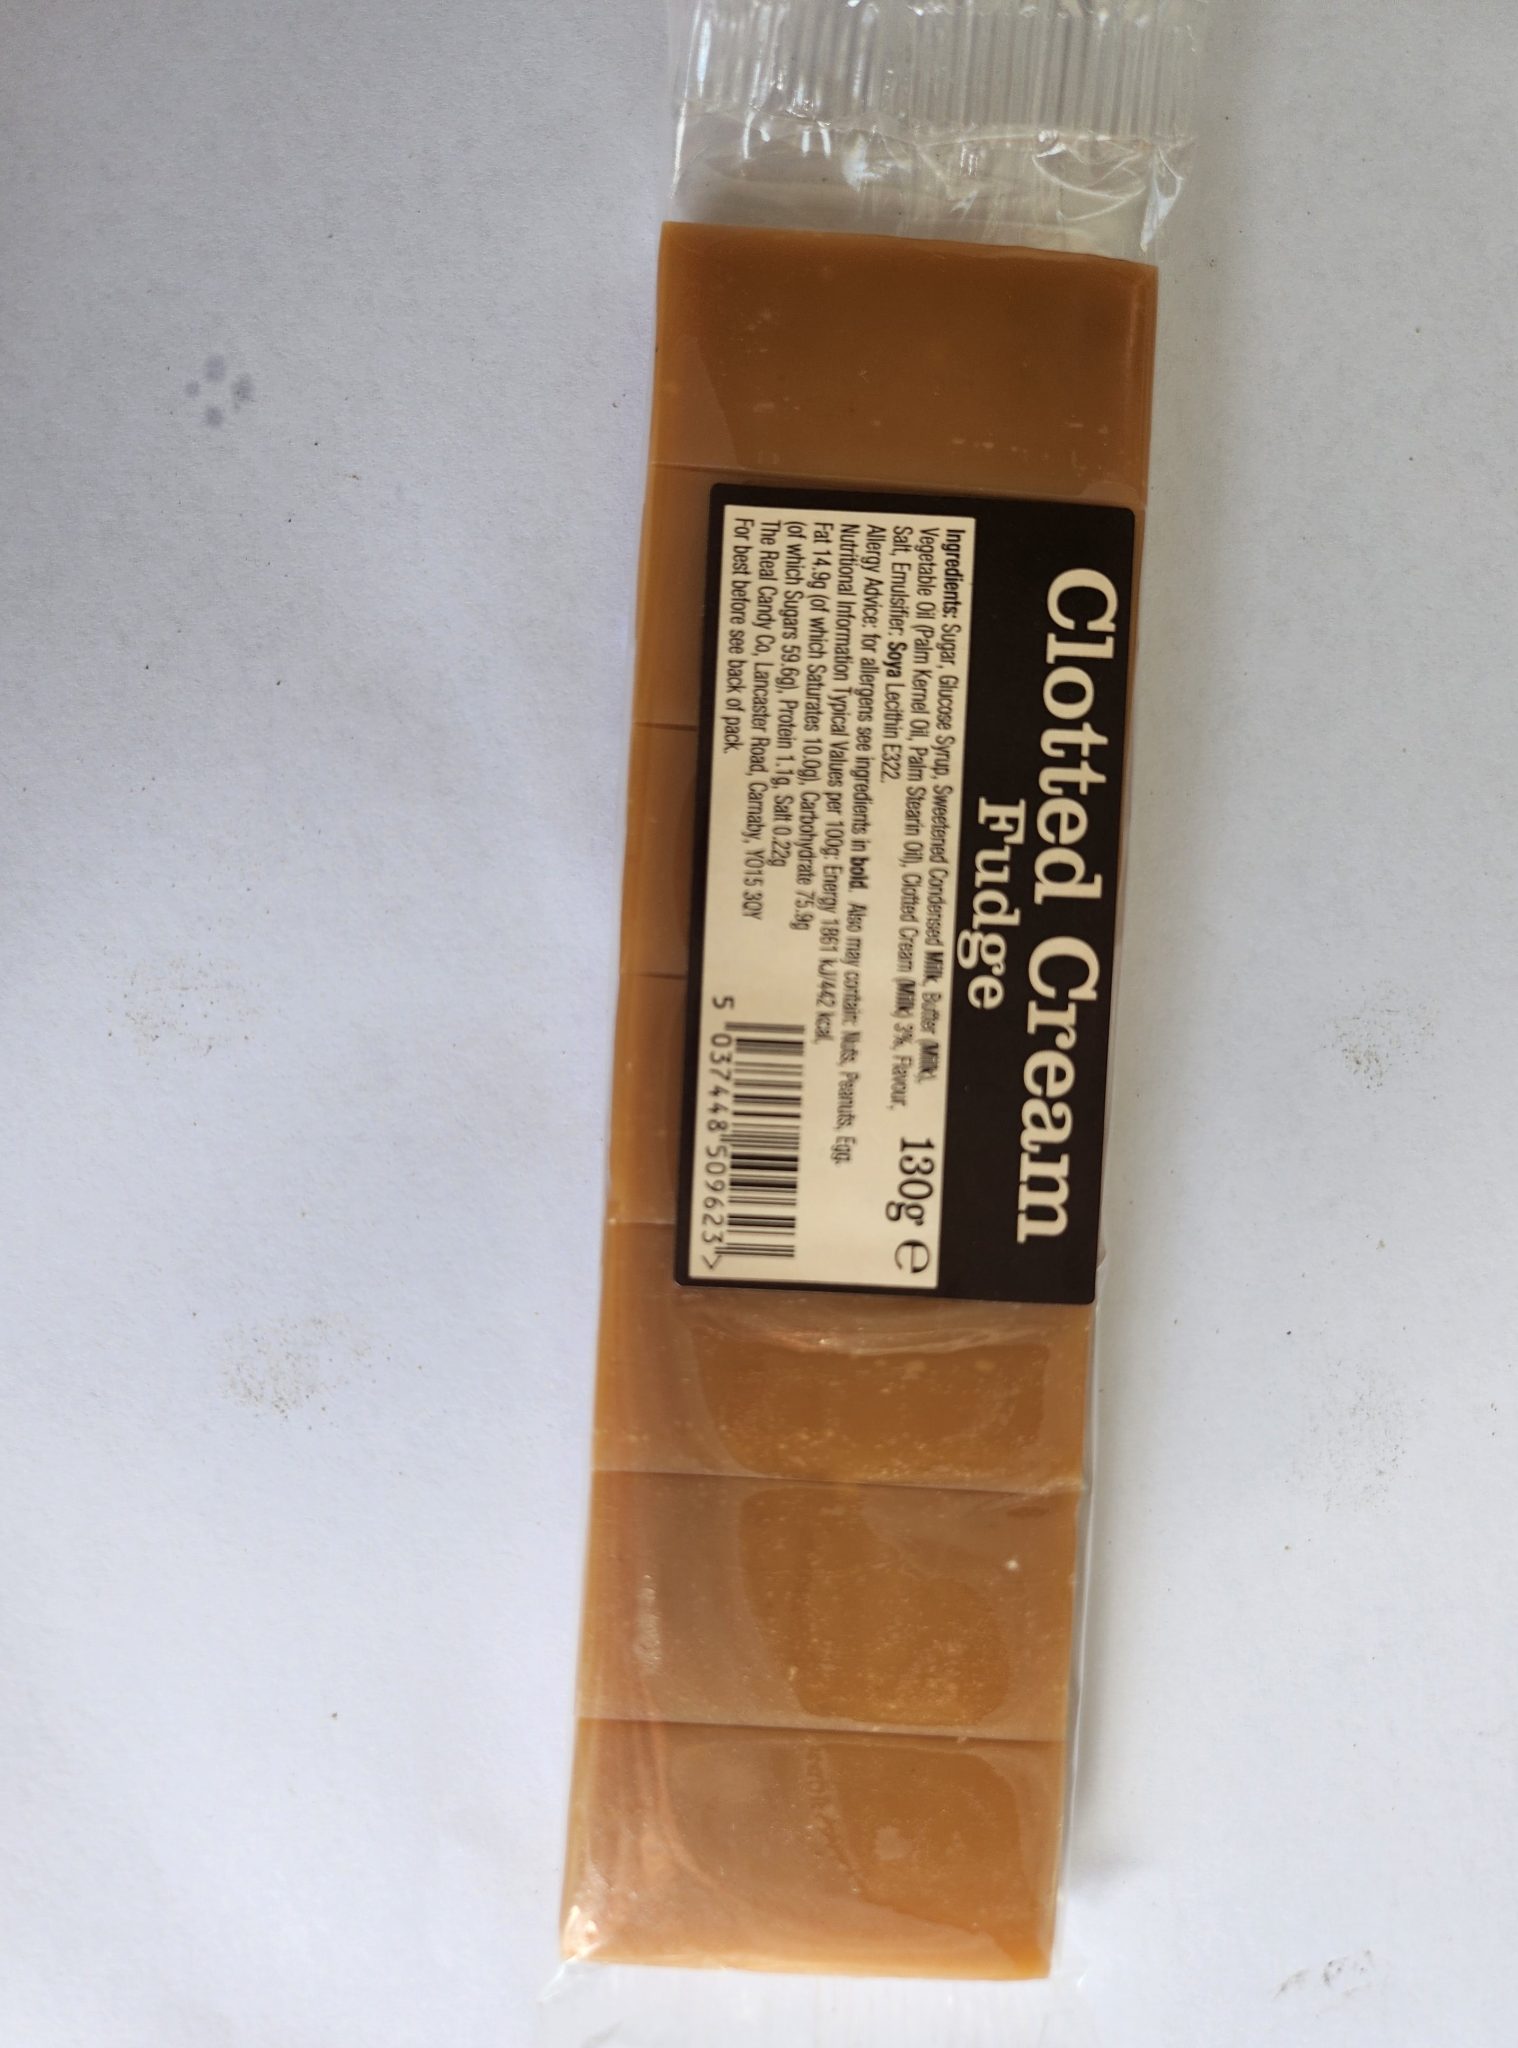 Clotted Cream
Fudge
Ingredients: Sugar, Glucose Syrup, Sweetened Condensed Milk, Butter (Milk),
Vegetable Oil (Palm Kernel Oil, Palm Stearin Oil), Clotted Cream (Milk) 3%, Flavour,
Salt, Emulsifier: Soya Lecithin E322.
130g ℮
Allergy Advice: for allergens see ingredients in bold. Also may contain: Nuts, Peanuts, Egg.
Nutritional Information Typical Values per 100g: Energy 1861 kJ/442 kcal,
Fat 14.9g (of which Saturates 10.0g), Carbohydrate 75.9g
(of which Sugars 59.6g), Protein 1.1g, Salt 0.22g
The Real Candy Co, Lancaster Road, Carnaby, YO15 3QY
For best before see back of pack.
5 037448 509623 >